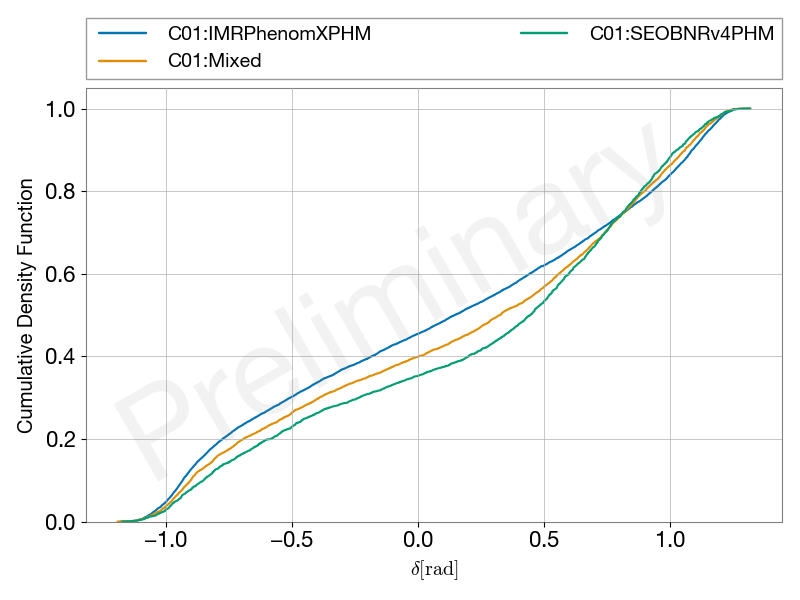 C01:IMRPhenomXPHM
C01:Mixed
C01:SEOBNRv4PHM
1.0
0.8
0.6
0.4
0.2
0.0
Cumulative Density Function
Preliminary
−1.0 −0.5 0.0 0.5 1.0
δ[rad]